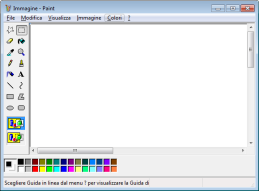 Immagine - Paint
File Modifica Visualizza Immagine Colori ?
A
Scegliere Guida in linea dal menu ? per visualizzare la Guida di